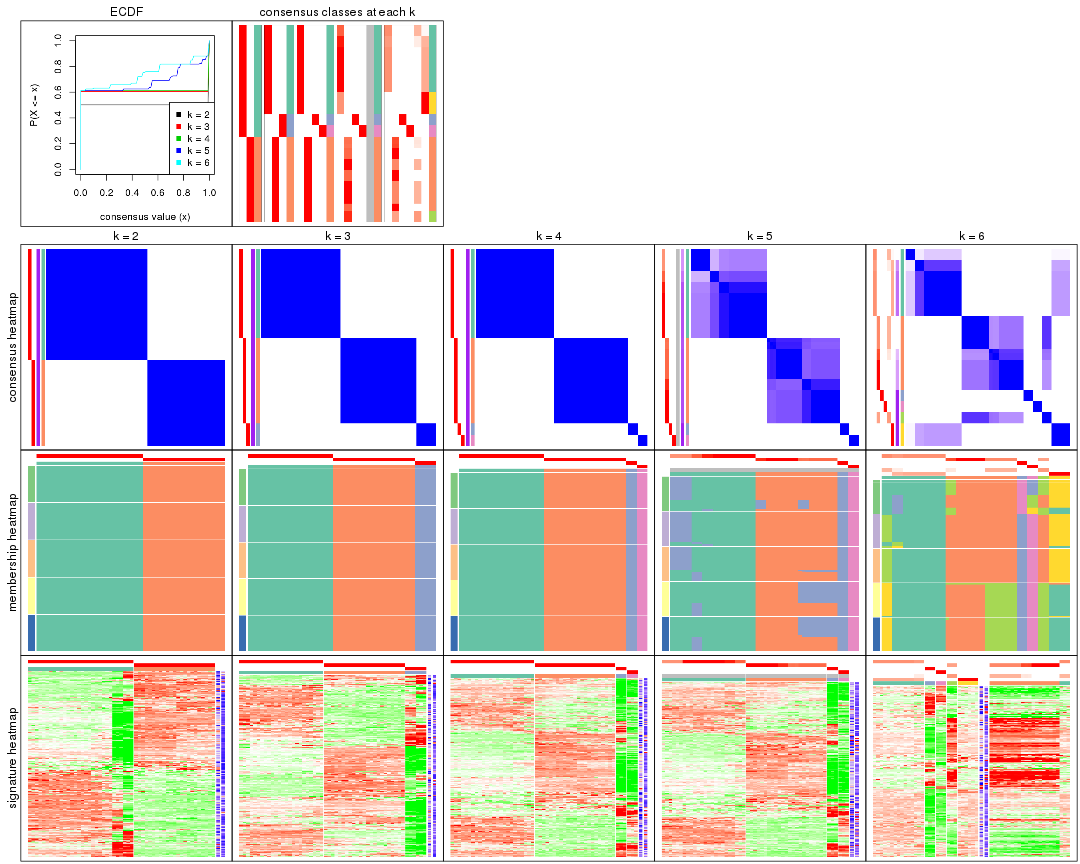 ECDF
consensus classes at each k
P(X <= x)
1.0
0.8
0.6
0.4
0.2
0.0
k = 2
k = 3
k = 4
k = 5
k = 6
0.0 0.2 0.4 0.6 0.8 1.0
consensus value (x)
k = 2
k = 3
k = 4
k = 5
k = 6
consensus heatmap
membership heatmap
signature heatmap